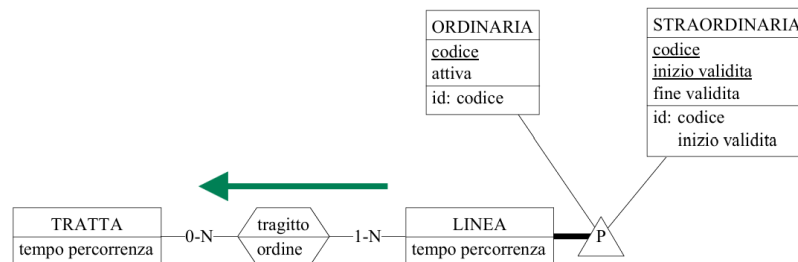 ORDINARIA
codice
attiva
id: codice
STRAORDINARIA
codice
inizio validita
fine validita
id: codice
inizio validita
TRATTA
tempo percorrenza
0-N
tragitto
ordine
1-N
LINEA
tempo percorrenza
P